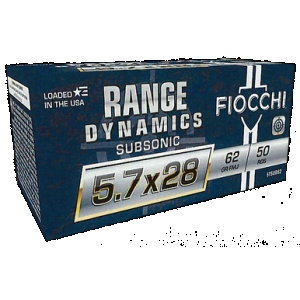 LOADED
IN THE USA
RANGE
DYNAMICS
SUBSONIC
5.7x28
FIOCCHI
62
GR FMJ
50
RDS